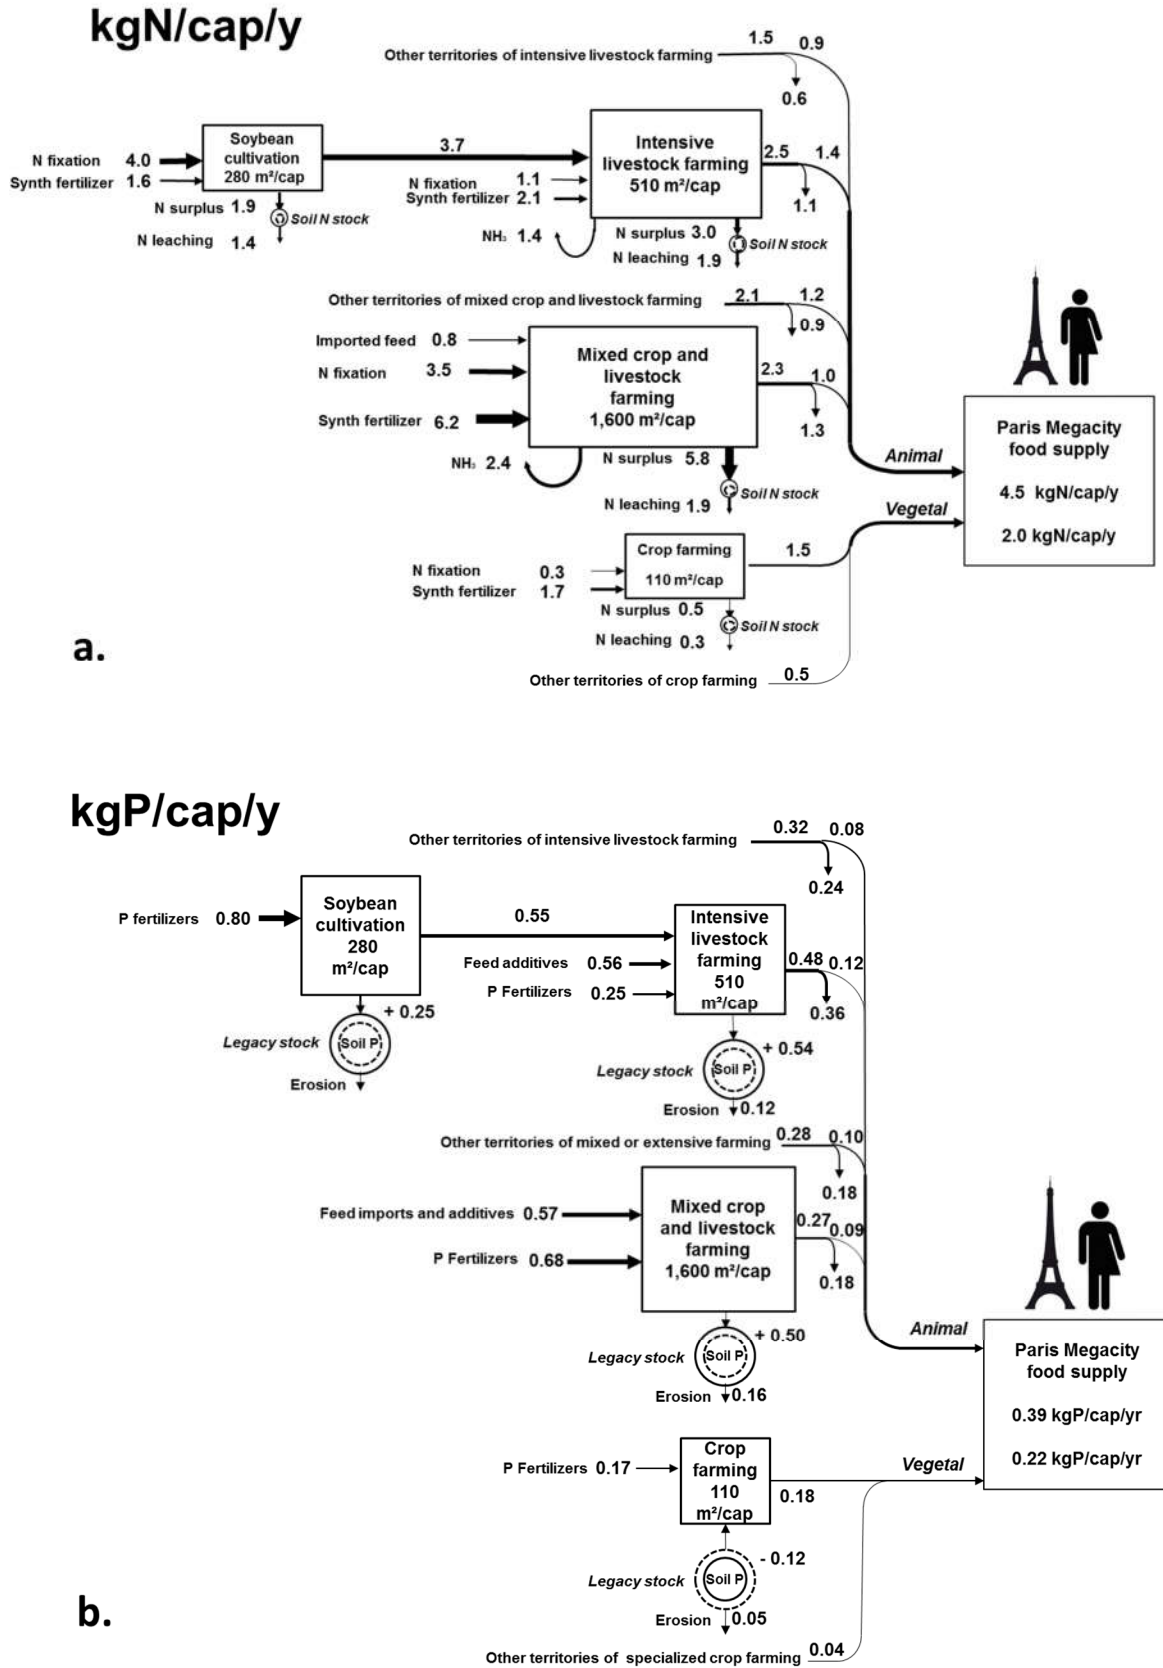 kgN/cap/y
Other territories of intensive livestock farming
1.5
0.9
0.6
Soybean
cultivation
280 m²/cap
N fixation 4.0
Synth fertilizer 1.6
3.7
Intensive
livestock farming
510 m²/cap
2.5
1.4
1.1
N fixation 1.1
Synth fertilizer 2.1
N surplus 1.9
Soil N stock
N leaching 1.4
NH₃ 1.4
N surplus 3.0
Soil N stock
N leaching 1.9
Other territories of mixed crop and livestock farming
2.1
1.2
0.9
Imported feed 0.8
N fixation 3.5
Synth fertilizer 6.2
Mixed crop and
livestock
farming
1,600 m²/cap
2.3
1.0
1.3
NH₃ 2.4
N surplus 5.8
Soil N stock
N leaching 1.9
Animal
Vegetal
Paris Megacity
food supply
4.5 kgN/cap/y
2.0 kgN/cap/y
Crop farming
110 m²/cap
1.5
N fixation 0.3
Synth fertilizer 1.7
N surplus 0.5
Soil N stock
N leaching 0.3
a.
Other territories of crop farming
0.5
kgP/cap/y
Other territories of intensive livestock farming
0.32
0.08
0.24
P fertilizers 0.80
Soybean
cultivation
280
m²/cap
0.55
Intensive
livestock
farming
510
m²/cap
0.48
0.12
0.36
Feed additives 0.56
P Fertilizers 0.25
+ 0.25
Legacy stock
Soil P
Erosion
+ 0.54
Legacy stock
Soil P
Erosion 0.12
Other territories of mixed or extensive farming
0.28
0.10
0.18
Feed imports and additives 0.57
P Fertilizers 0.68
Mixed crop
and livestock
farming
1,600 m²/cap
0.27
0.09
0.18
+ 0.50
Legacy stock
Soil P
Erosion 0.16
Animal
Vegetal
Paris Megacity
food supply
0.39 kgP/cap/yr
0.22 kgP/cap/yr
P Fertilizers 0.17
Crop
farming
110
m²/cap
0.18
- 0.12
Legacy stock
Soil P
Erosion 0.05
b.
Other territories of specialized crop farming
0.04